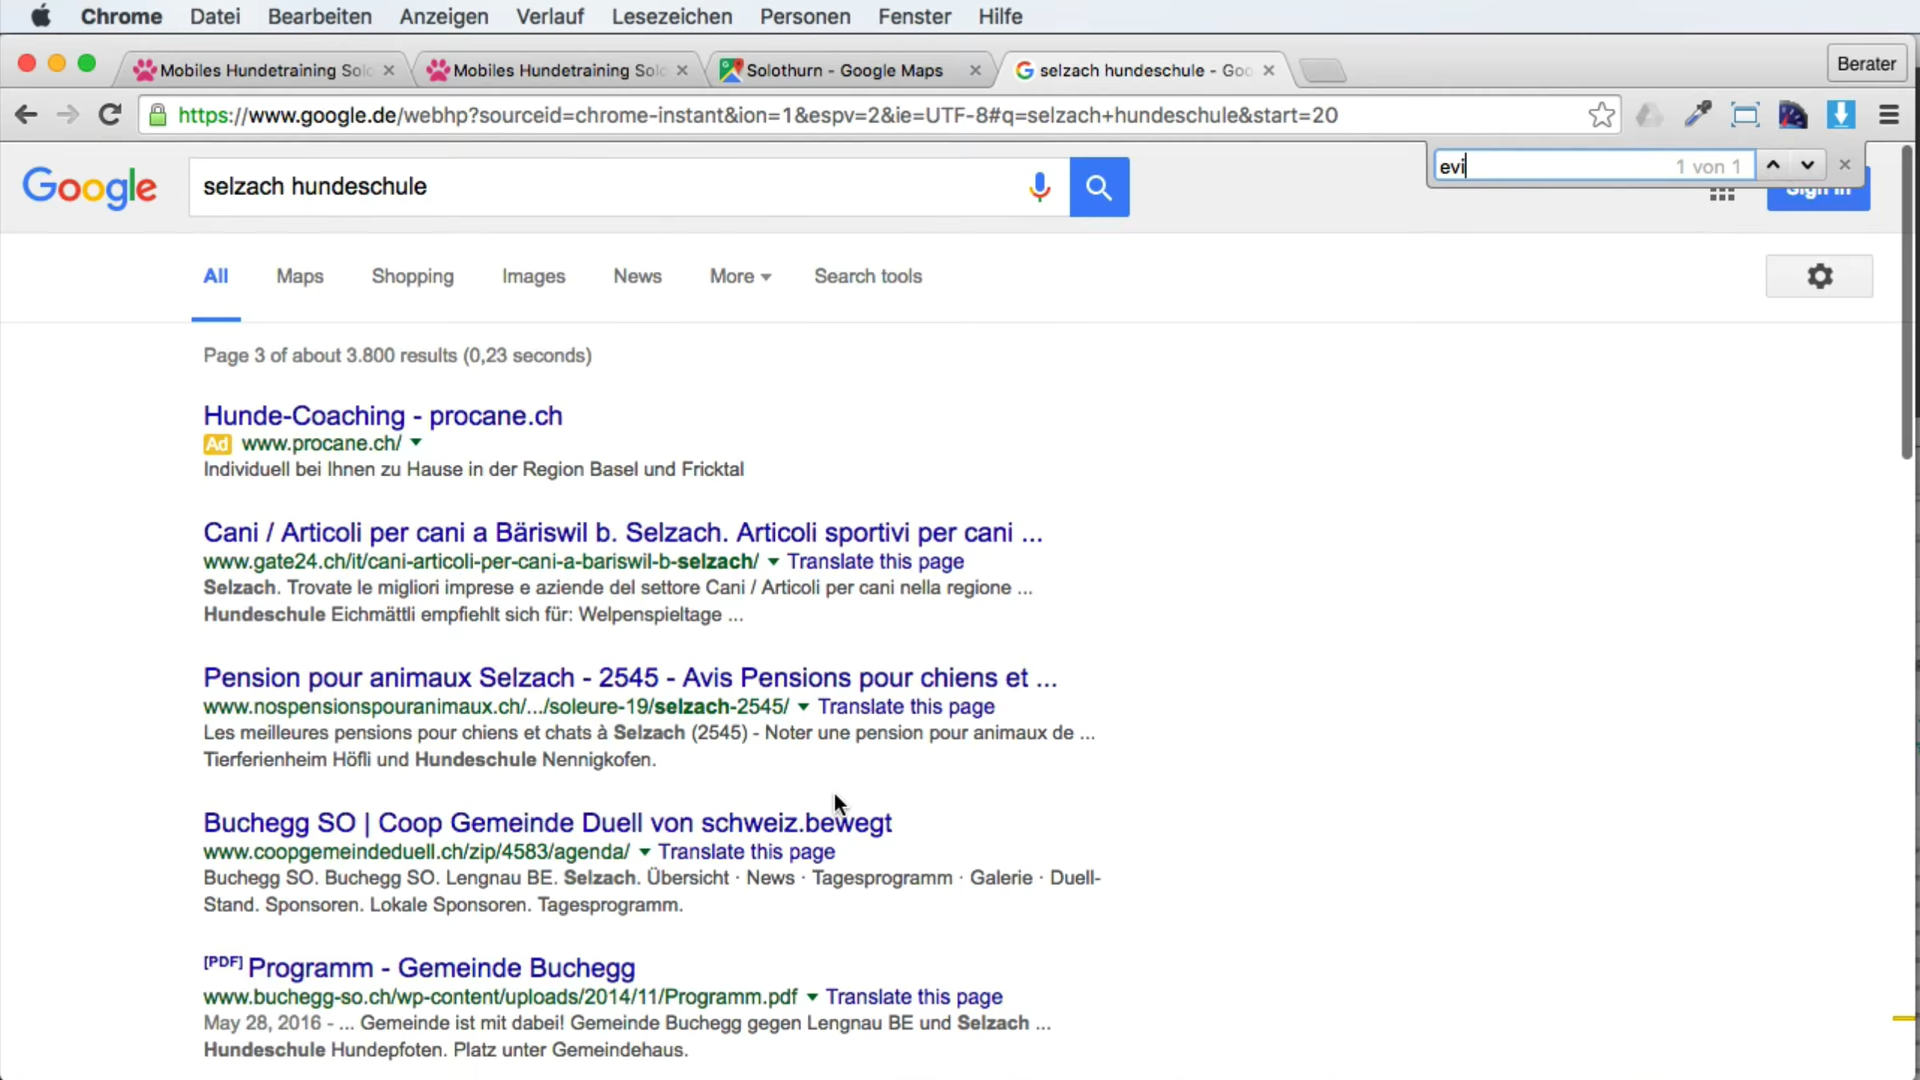 Chrome Datei Bearbeiten Anzeigen Verlauf Lesezeichen Personen Fenster Hilfe
Mobiles Hundetraining Solo Mobiles Hundetraining Solo Solothurn - Google Maps selzach hundeschule - Goo Berater
https://www.google.de/webhp?sourceid=chrome-instant&ion=1&espv=2&ie=UTF-8#q=selzach+hundeschule&start=20
evi 1 von 1
Google selzach hundeschule Sign in
All Maps Shopping Images News More Search tools
Page 3 of about 3.800 results (0,23 seconds)
Hunde-Coaching - procane.ch
Ad www.procane.ch/
Individuell bei Ihnen zu Hause in der Region Basel und Fricktal
Cani / Articoli per cani a Bäriswil b. Selzach. Articoli sportivi per cani ...
www.gate24.ch/it/cani-articoli-per-cani-a-bariswil-b-selzach/ Translate this page
Selzach. Trovate le migliori imprese e aziende del settore Cani / Articoli per cani nella regione ...
Hundeschule Eichmättli empfiehlt sich für: Welpenspieltage ...
Pension pour animaux Selzach - 2545 - Avis Pensions pour chiens et ...
www.nospensionspouranimaux.ch/.../soleure-19/selzach-2545/ Translate this page
Les meilleures pensions pour chiens et chats à Selzach (2545) - Noter une pension pour animaux de ...
Tierferienheim Höfli und Hundeschule Nennigkofen.
Buchegg SO | Coop Gemeinde Duell von schweiz.bewegt
www.coopgemeindeduell.ch/zip/4583/agenda/ Translate this page
Buchegg SO. Buchegg SO. Lengnau BE. Selzach. Übersicht · News · Tagesprogramm · Galerie · Duell-
Stand. Sponsoren. Lokale Sponsoren. Tagesprogramm.
[PDF] Programm - Gemeinde Buchegg
www.buchegg-so.ch/wp-content/uploads/2014/11/Programm.pdf Translate this page
May 28, 2016 - ... Gemeinde ist mit dabei! Gemeinde Buchegg gegen Lengnau BE und Selzach ...
Hundeschule Hundepfoten. Platz unter Gemeindehaus.